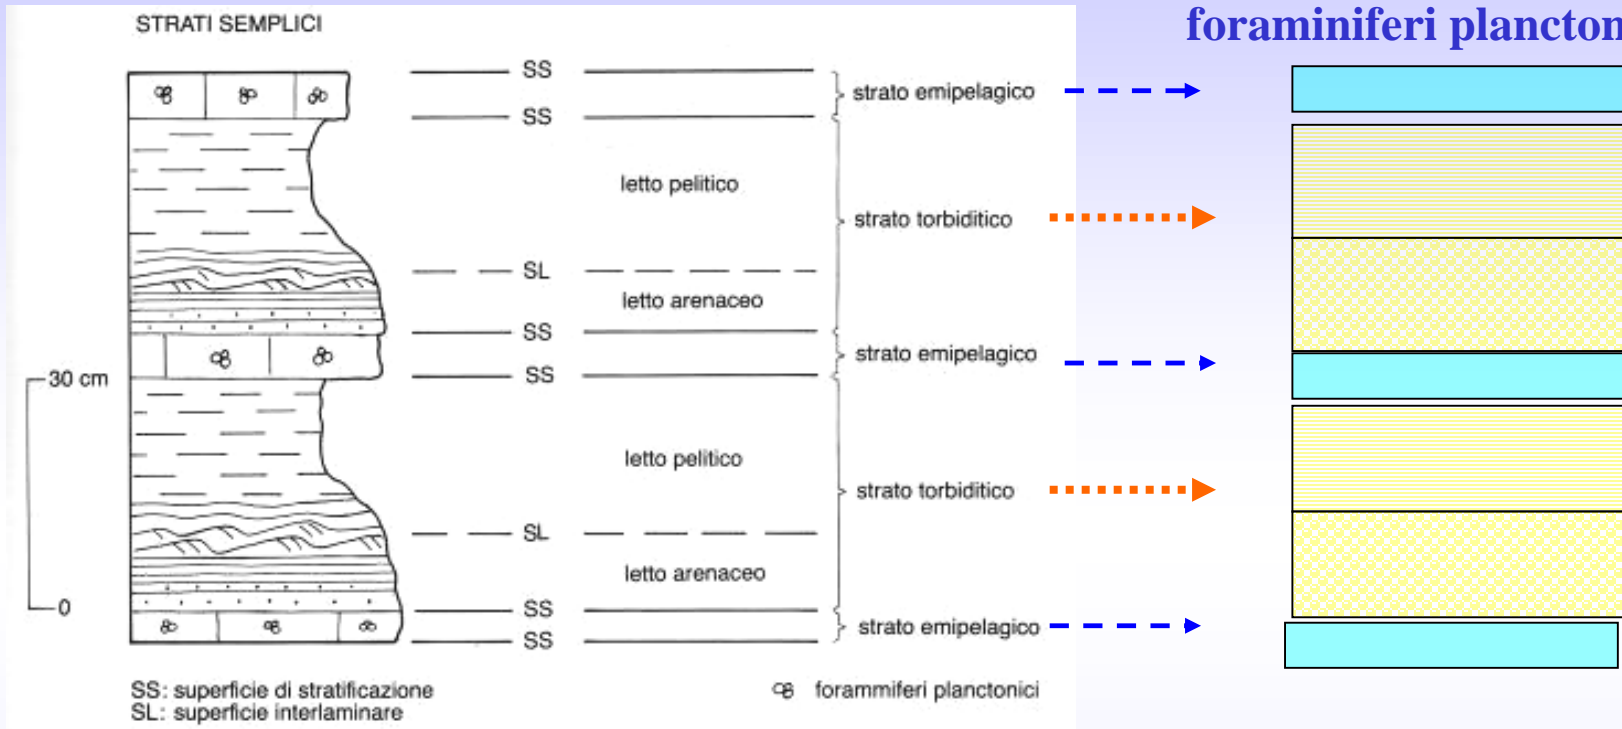 STRATI SEMPLICI
foraminiferi plancton
SS
strato emipelagico
SS
letto pelitico
strato torbiditico
SL
letto arenaceo
SS
strato emipelagico
SS
30 cm
letto pelitico
strato torbiditico
SL
letto arenaceo
0
SS
strato emipelagico
SS
SS: superficie di stratificazione
SL: superficie interlaminare
forammiferi planctonici